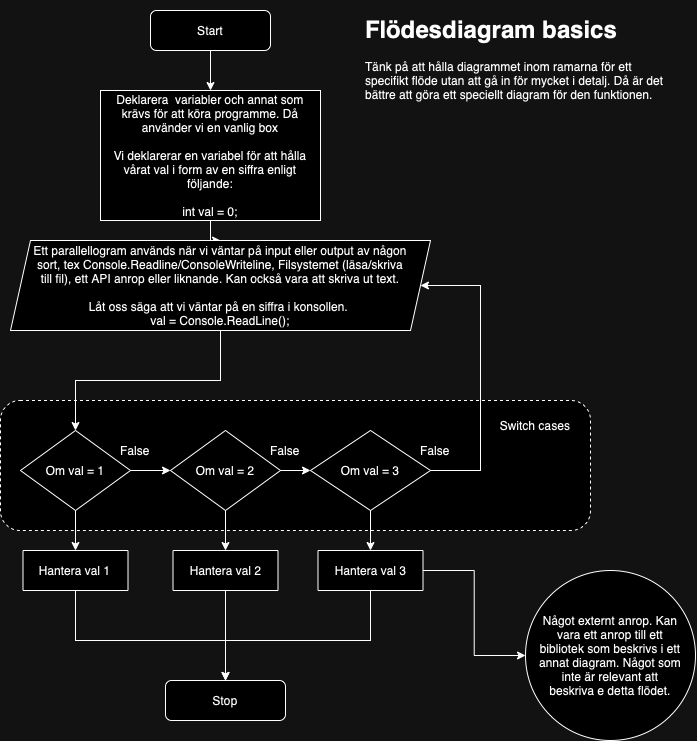 Start
Flödesdiagram basics
Tänk på att hålla diagrammet inom ramarna för ett
specifikt flöde utan att gå in för mycket i detalj. Då är det
bättre att göra ett speciellt diagram för den funktionen.
Deklarera  variabler och annat som
krävs för att köra programme. Då
använder vi en vanlig box
Vi deklarerar en variabel för att hålla
vårat val i form av en siffra enligt
följande:
int val = 0;
Ett parallellogram används när vi väntar på input eller output av någon
sort, tex Console.Readline/ConsoleWriteline, Filsystemet (läsa/skriva
till fil), ett API anrop eller liknande. Kan också vara att skriva ut text.
Låt oss säga att vi väntar på en siffra i konsollen.
val = Console.ReadLine();
Switch cases
Om val = 1
False
Om val = 2
False
Om val = 3
False
Hantera val 1
Hantera val 2
Hantera val 3
Något externt anrop. Kan
vara ett anrop till ett
bibliotek som beskrivs i ett
annat diagram. Något som
inte är relevant att
beskriva e detta flödet.
Stop